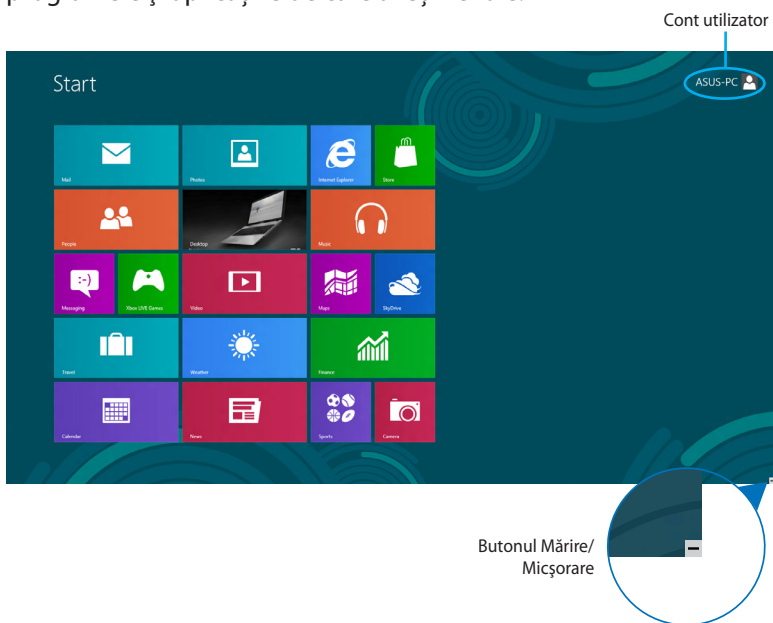 Cont utilizator
Start
ASUS-PC
Mail
Photos
Internet Explorer
Store
People
Desktop
Music
Messaging
Xbox LIVE Games
Video
Maps
SkyDrive
Travel
Weather
Finance
Calendar
News
Sports
Camera
Butonul Mărire/
Micşorare